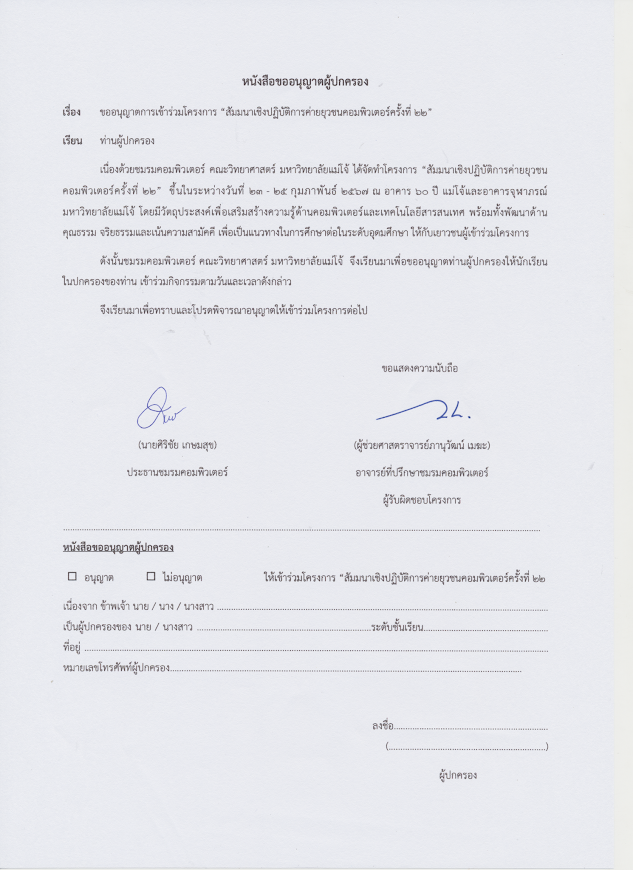 หนังสือขออนุญาตผู้ปกครอง
เรื่อง ขออนุญาตการเข้าร่วมโครงการ “สัมมนาเชิงปฏิบัติการค่ายยุวชนคอมพิวเตอร์ครั้งที่ ๒๒”
เรียน ท่านผู้ปกครอง
เนื่องด้วยชมรมคอมพิวเตอร์ คณะวิทยาศาสตร์ มหาวิทยาลัยแม่โจ้ ได้จัดทำโครงการ “สัมมนาเชิงปฏิบัติการค่ายยุวชน
คอมพิวเตอร์ครั้งที่ ๒๒” ขึ้นในระหว่างวันที่ ๒๓ - ๒๕ กุมภาพันธ์ ๒๕๖๗ ณ อาคาร ๖๐ ปี แม่โจ้และอาคารจุฬาภรณ์
มหาวิทยาลัยแม่โจ้ โดยมีวัตถุประสงค์เพื่อเสริมสร้างความรู้ด้านคอมพิวเตอร์และเทคโนโลยีสารสนเทศ พร้อมทั้งพัฒนาด้าน
คุณธรรม จริยธรรมและเน้นความสามัคคี เพื่อเป็นแนวทางในการศึกษาต่อในระดับอุดมศึกษา ให้กับเยาวชนผู้เข้าร่วมโครงการ
ดังนั้นชมรมคอมพิวเตอร์ คณะวิทยาศาสตร์ มหาวิทยาลัยแม่โจ้ จึงเรียนมาเพื่อขออนุญาตท่านผู้ปกครองให้นักเรียน
ในปกครองของท่าน เข้าร่วมกิจกรรมตามวันและเวลาดังกล่าว
จึงเรียนมาเพื่อทราบและโปรดพิจารณาอนุญาตให้เข้าร่วมโครงการต่อไป
ขอแสดงความนับถือ
(นายศิริชัย เกษมสุข) (ผู้ช่วยศาสตราจารย์ภานุวัฒน์ เมฆะ)
ประธานชมรมคอมพิวเตอร์ อาจารย์ที่ปรึกษาชมรมคอมพิวเตอร์
ผู้รับผิดชอบโครงการ
หนังสือขออนุญาตผู้ปกครอง
☐ อนุญาต ☐ ไม่อนุญาต ให้เข้าร่วมโครงการ “สัมมนาเชิงปฏิบัติการค่ายยุวชนคอมพิวเตอร์ครั้งที่ ๒๒
เนื่องจาก ข้าพเจ้า นาย / นาง / นางสาว ..........
เป็นผู้ปกครองของ นาย / นางสาว ..........ระดับชั้นเรียน..........
ที่อยู่ ..........
หมายเลขโทรศัพท์ผู้ปกครอง..........
ลงชื่อ..........
(..........)
ผู้ปกครอง